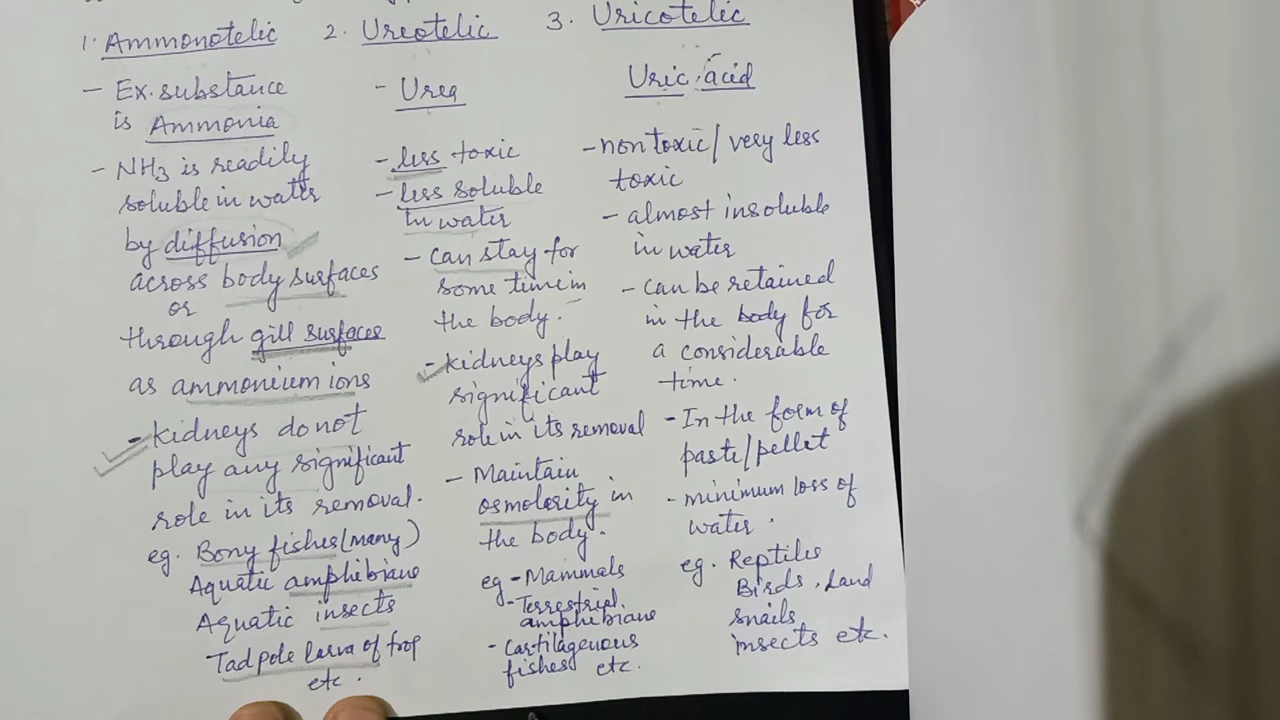 1. Ammonotelic
- Ex. substance
is Ammonia
- NH3 is readily
soluble in water
by diffusion
across body surfaces
or
through gill surfaces
as ammonium ions
- kidneys do not
play any significant
role in its removal.
eg. Bony fishes (many)
Aquatic amphibians
Aquatic insects
- Tadpole larva of frog
etc.
2. Ureotelic
- Urea
- less toxic
- less soluble
in water
- can stay for
some time in
the body.
- kidneys play
significant
role in its removal
- Maintain
osmolority in
the body.
eg - Mammals
- Terrestrial
amphibians
- Cartilagenous
fishes etc.
3. Uricotelic
Uric acid
- non toxic / very less
toxic
- almost insoluble
in water
- can be retained
in the body for
a considerable
time.
- In the form of
paste/pellet
- minimum loss of
water.
eg. Reptiles
Birds, Land
snails
insects etc.